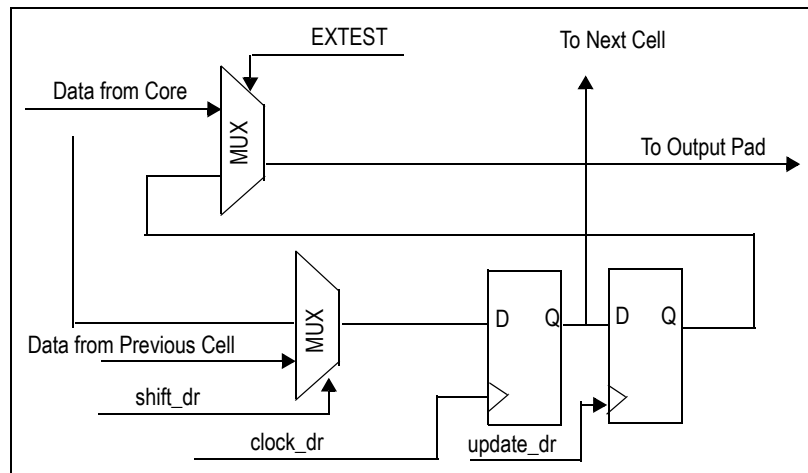 EXTEST
To Next Cell
Data from Core
MUX
To Output Pad
MUX
D Q
D Q
Data from Previous Cell
shift_dr
clock_dr
update_dr